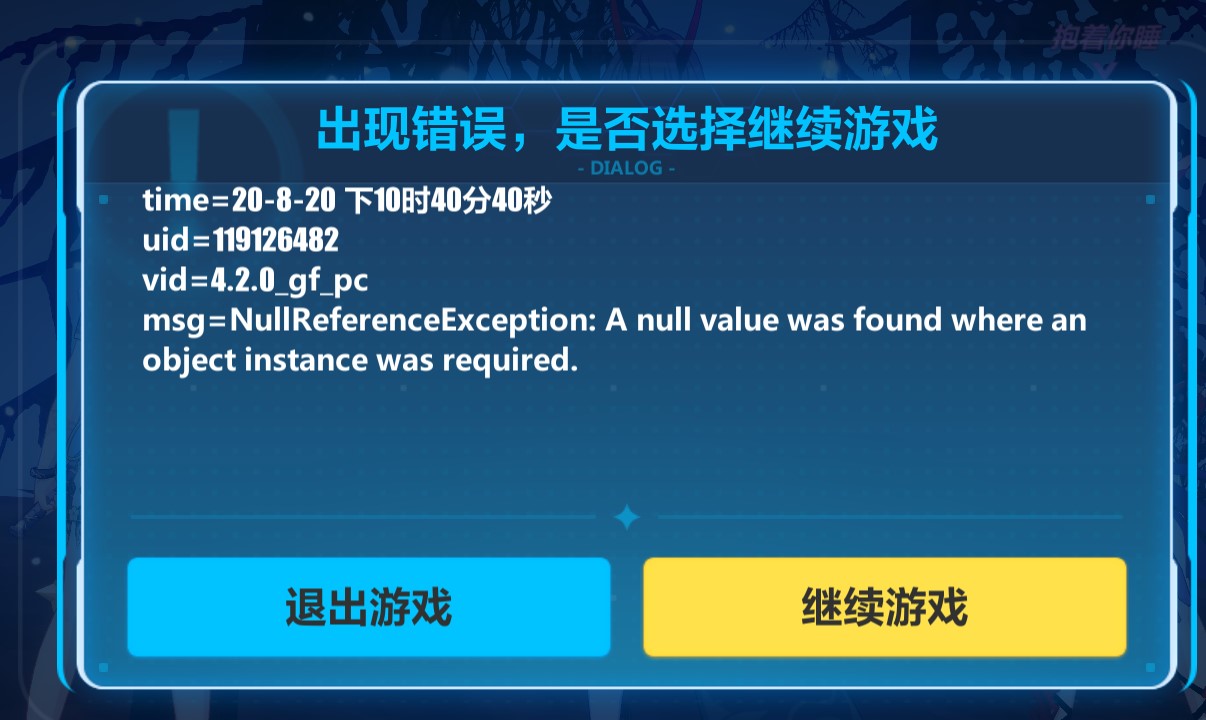 抱着你睡
出现错误，是否选择继续游戏
- DIALOG -
time=20-8-20 下10时40分40秒
uid=119126482
vid=4.2.0_gf_pc
msg=NullReferenceException: A null value was found where an
object instance was required.
退出游戏
继续游戏